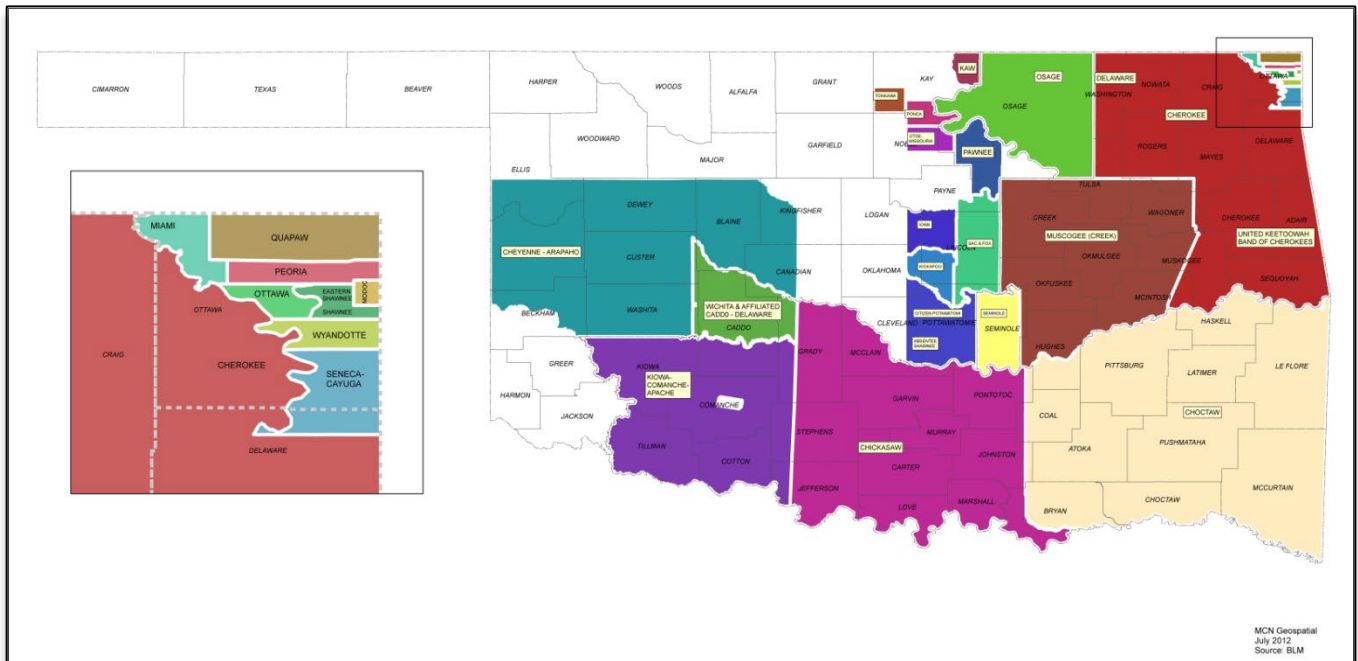 CIMARRON
TEXAS
BEAVER
HARPER
WOODS
ALFALFA
GRANT
KAY
KAW
OSAGE
DELAWARE
NOWATA
CRAIG
OTTAWA
WASHINGTON
CHEROKEE
TONKAWA
PONCA
OSAGE
WOODWARD
MAJOR
GARFIELD
OTOE-
MISSOURIA
PAWNEE
ROGERS
MAYES
DELAWARE
ELLIS
PAYNE
TULSA
DEWEY
BLAINE
KINGFISHER
LOGAN
IOWA
LINCOLN
SAC & FOX
CREEK
WAGONER
CHEROKEE
ADAIR
MUSCOGEE (CREEK)
UNITED KEETOOWAH
BAND OF CHEROKEES
CHEYENNE - ARAPAHO
CUSTER
CANADIAN
OKLAHOMA
KICKAPOO
OKMULGEE
MUSKOGEE
SEQUOYAH
OKFUSKEE
MCINTOSH
WASHITA
WICHITA & AFFILIATED
CADDO - DELAWARE
CADDO
BECKHAM
CLEVELAND
CITIZEN POTAWATOMI
POTTAWATOMIE
ABSENTEE
SHAWNEE
SEMINOLE
SEMINOLE
HUGHES
HASKELL
GREER
KIOWA
KIOWA-
COMANCHE-
APACHE
GRADY
MCCLAIN
PITTSBURG
LATIMER
LE FLORE
HARMON
JACKSON
COMANCHE
GARVIN
PONTOTOC
COAL
CHOCTAW
TILLMAN
STEPHENS
MURRAY
CHICKASAW
ATOKA
PUSHMATAHA
COTTON
CARTER
JOHNSTON
JEFFERSON
LOVE
MARSHALL
BRYAN
CHOCTAW
MCCURTAIN
MIAMI
QUAPAW
PEORIA
OTTAWA
EASTERN
SHAWNEE
SHAWNEE
MODOC
OTTAWA
WYANDOTTE
CRAIG
CHEROKEE
SENECA-
CAYUGA
DELAWARE
MCN Geospatial
July 2012
Source: BLM